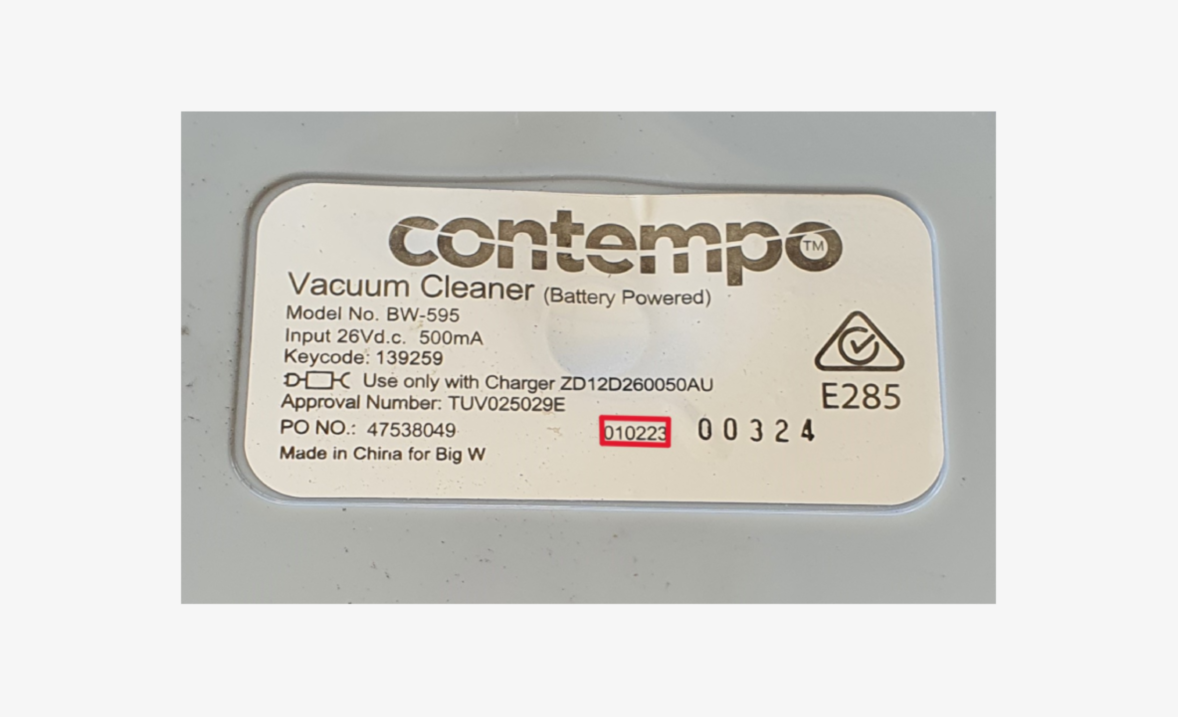 contempo™
Vacuum Cleaner (Battery Powered)
Model No. BW-595
Input 26Vd.c. 500mA
Keycode: 139259
Use only with Charger ZD12D260050AU
E285
Approval Number: TUV025029E
PO NO.: 47538049 010223 00324
Made in China for Big W